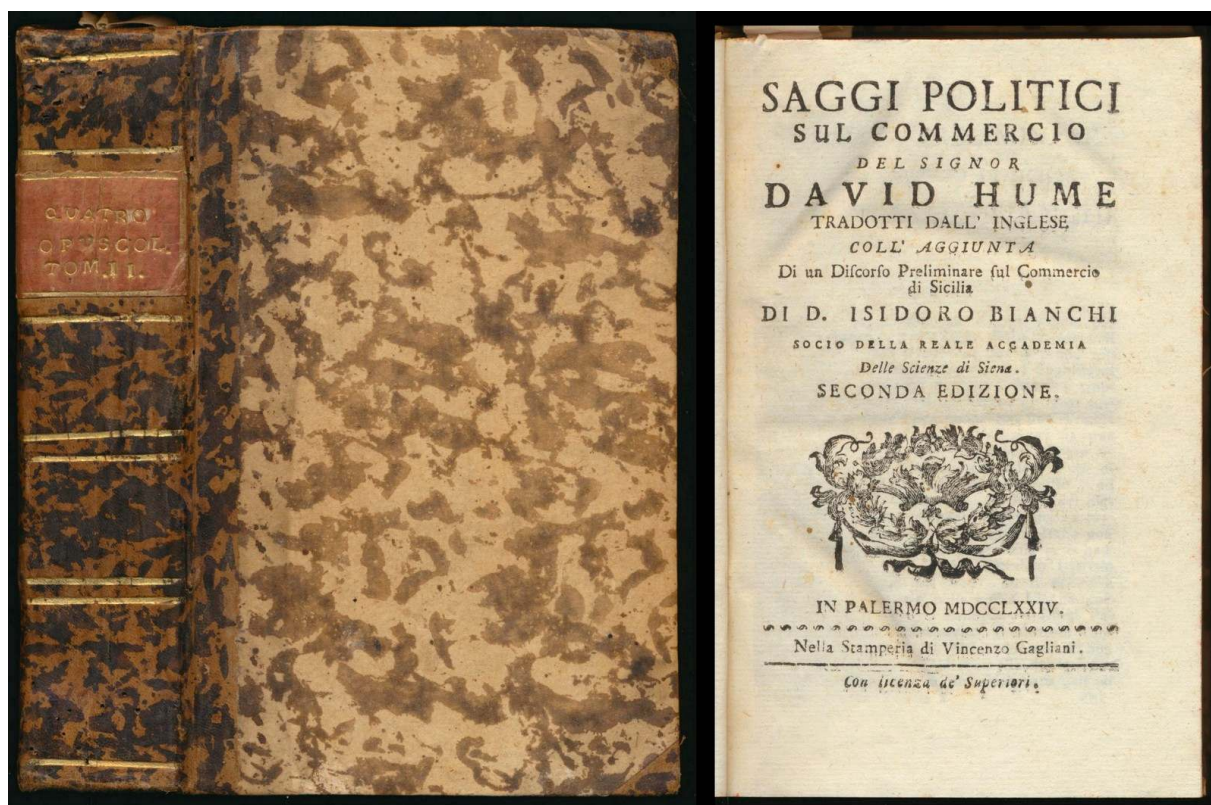 QUATRO
OPUSCOL.
TOM. II.
SAGGI POLITICI
SUL COMMERCIO
DEL SIGNOR
DAVID HUME
TRADOTTI DALL' INGLESE
COLL' AGGIUNTA
Di un Diſcorſo Preliminare ſul Commercio
di Sicilia
DI D. ISIDORO BIANCHI
SOCIO DELLA REALE ACCADEMIA
Delle Scienze di Siena.
SECONDA EDIZIONE.
IN PALERMO MDCCLXXIV.
Nella Stamperia di Vincenzo Gagliani.
Con licenza de' Superiori.